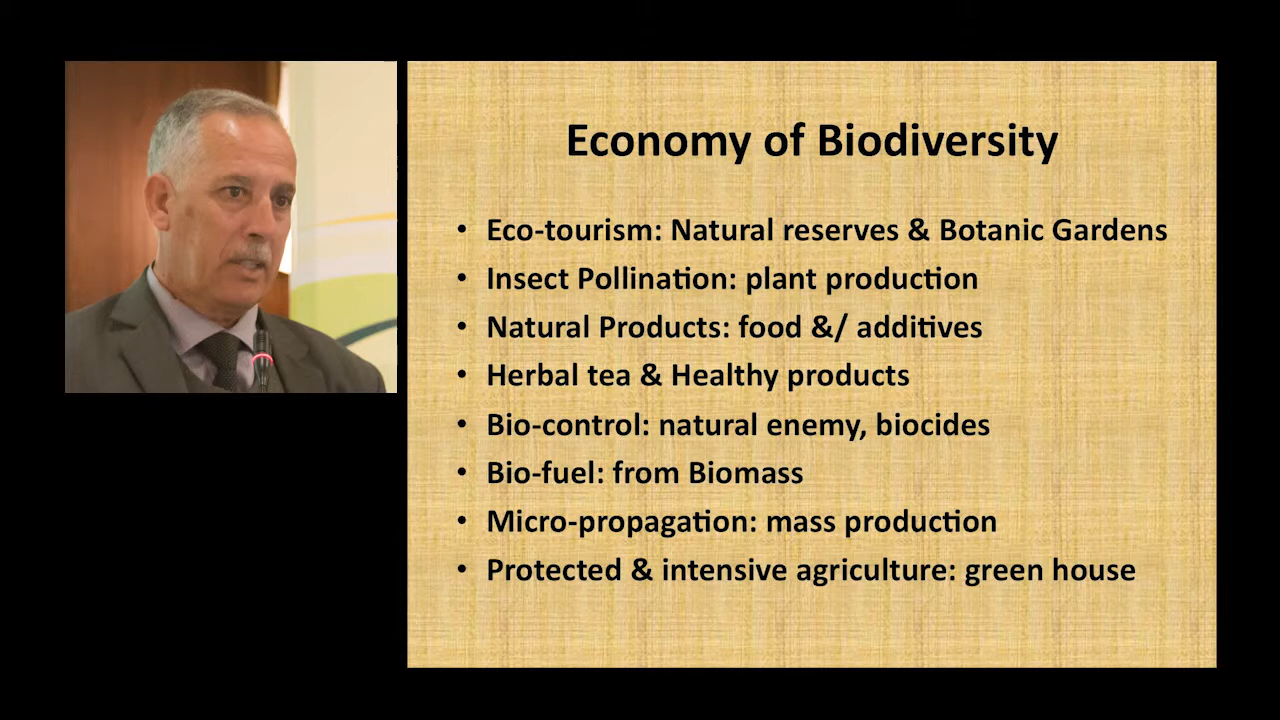 Economy of Biodiversity
• Eco-tourism: Natural reserves & Botanic Gardens
• Insect Pollination: plant production
• Natural Products: food &/ additives
• Herbal tea & Healthy products
• Bio-control: natural enemy, biocides
• Bio-fuel: from Biomass
• Micro-propagation: mass production
• Protected & intensive agriculture: green house